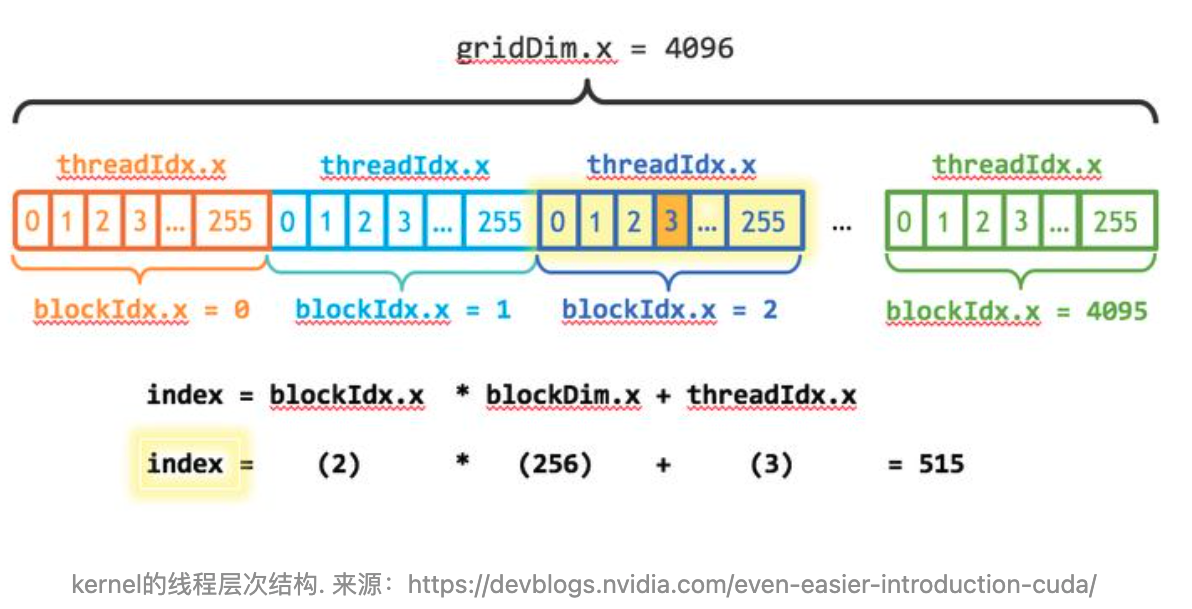 gridDim.x = 4096
threadIdx.x threadIdx.x threadIdx.x threadIdx.x
0 1 2 3 ... 255 0 1 2 3 ... 255 0 1 2 3 ... 255 ... 0 1 2 3 ... 255
blockIdx.x = 0 blockIdx.x = 1 blockIdx.x = 2 blockIdx.x = 4095
index = blockIdx.x * blockDim.x + threadIdx.x
index = (2) * (256) + (3) = 515
kernel的线程层次结构. 来源：https://devblogs.nvidia.com/even-easier-introduction-cuda/